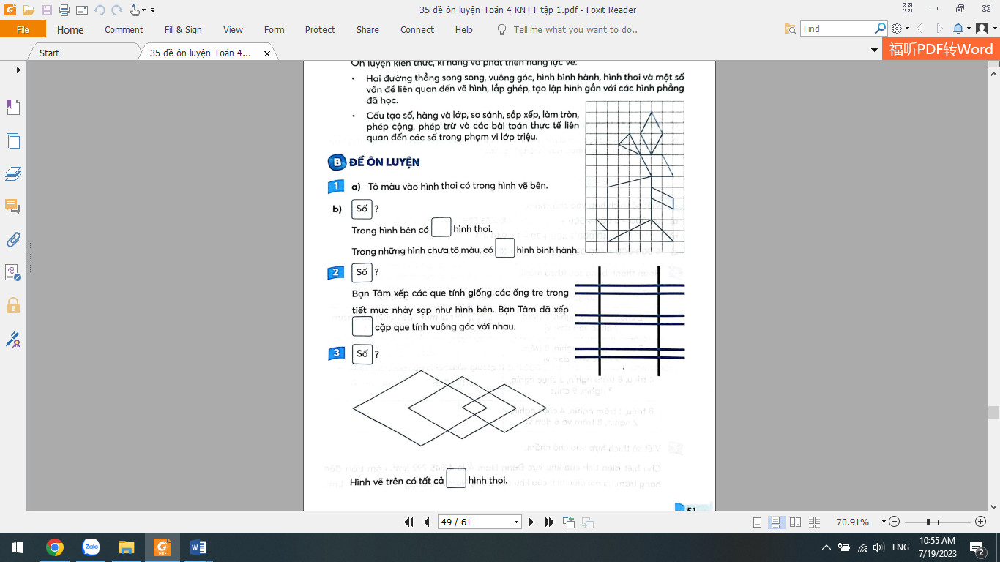 35 đề ôn luyện Toán 4 KNTT tập 1.pdf - Foxit Reader
File Home Comment Fill & Sign View Form Protect Share Connect Help Tell me what you want to do.. Find
Start 35 đề ôn luyện Toán 4... ×
福昕PDF转Word
Ôn luyện kiến thức, kĩ năng và phát triển năng lực về:
• Hai đường thẳng song song, vuông góc, hình bình hành, hình thoi và một số
vấn đề liên quan đến vẽ hình, lắp ghép, tạo lập hình gắn với các hình phẳng
đã học.
• Cấu tạo số, hàng và lớp, so sánh, sắp xếp, làm tròn,
phép cộng, phép trừ và các bài toán thực tế liên
quan đến các số trong phạm vi lớp triệu.
B ĐỀ ÔN LUYỆN
1 a) Tô màu vào hình thoi có trong hình vẽ bên.
b) Số ?
Trong hình bên có hình thoi.
Trong những hình chưa tô màu, có hình bình hành.
2 Số ?
Bạn Tâm xếp các que tính giống các ống tre trong
tiết mục nhảy sạp như hình bên. Bạn Tâm đã xếp
cặp que tính vuông góc với nhau.
3 Số ?
Hình vẽ trên có tất cả hình thoi.
51
49 / 61
70.91%
ENG
10:55 AM
7/19/2023
2
Zalo